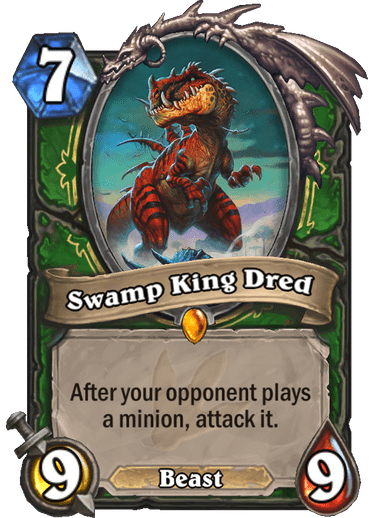 7
Swamp King Dred
After your opponent plays
a minion, attack it.
9
Beast
9